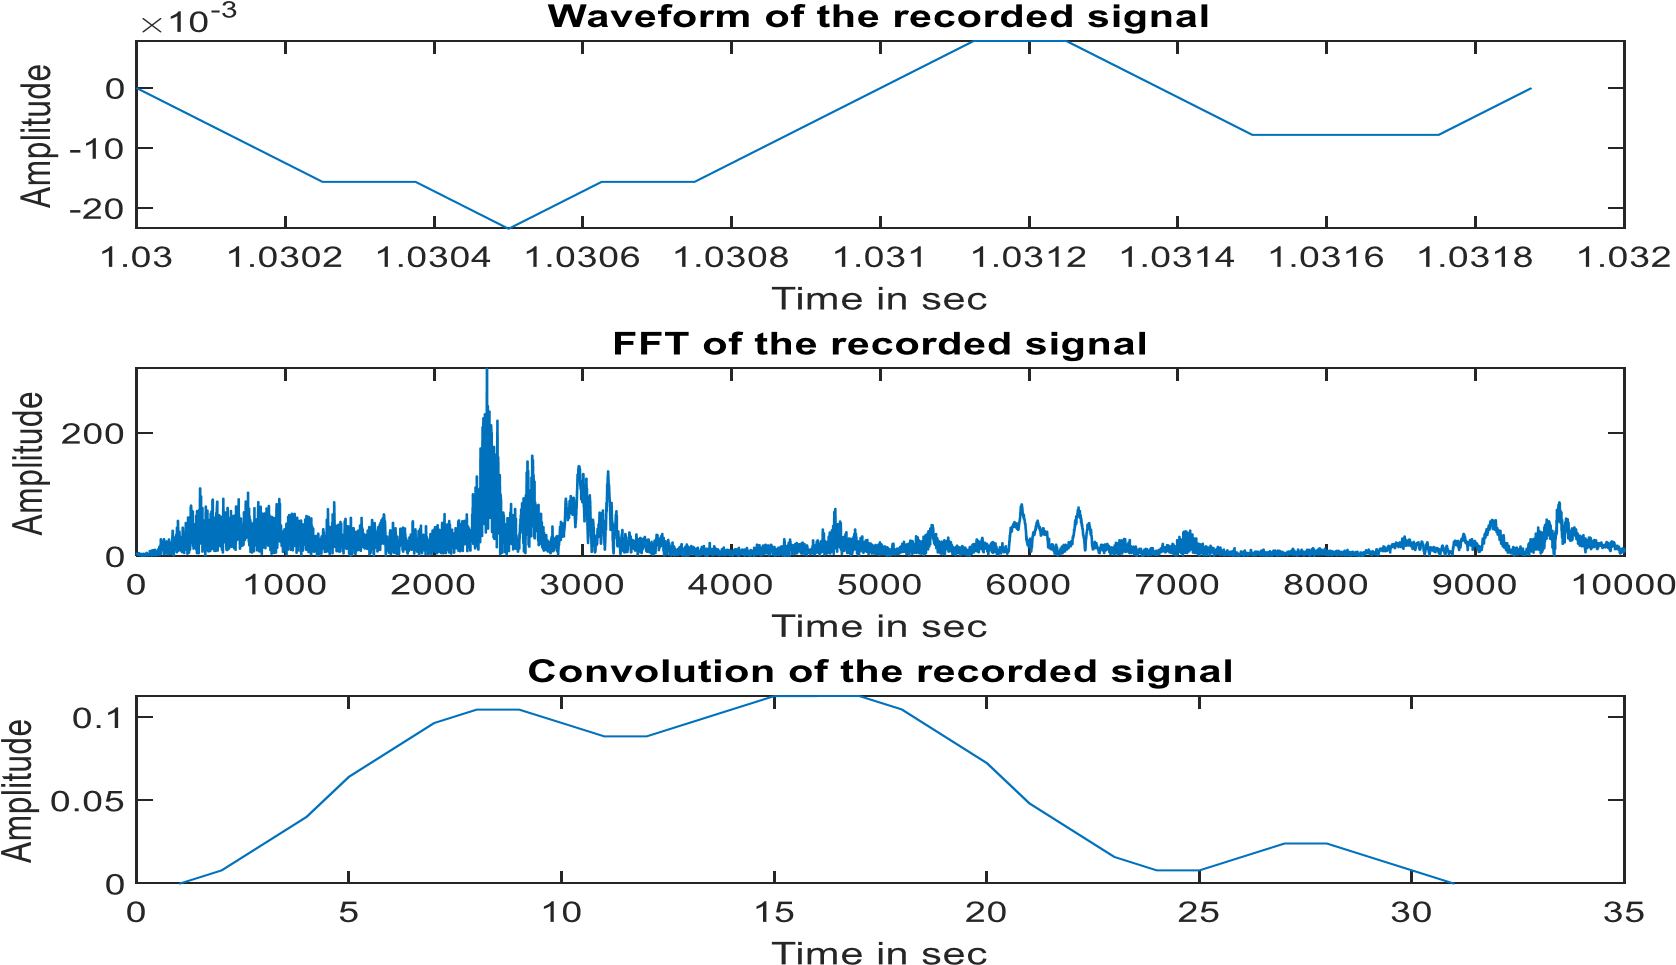 Waveform of the recorded signal
×10-3
Amplitude
0
-10
-20
1.03 1.0302 1.0304 1.0306 1.0308 1.031 1.0312 1.0314 1.0316 1.0318 1.032
Time in sec
FFT of the recorded signal
Amplitude
200
0
0 1000 2000 3000 4000 5000 6000 7000 8000 9000 10000
Time in sec
Convolution of the recorded signal
Amplitude
0.1
0.05
0
0 5 10 15 20 25 30 35
Time in sec